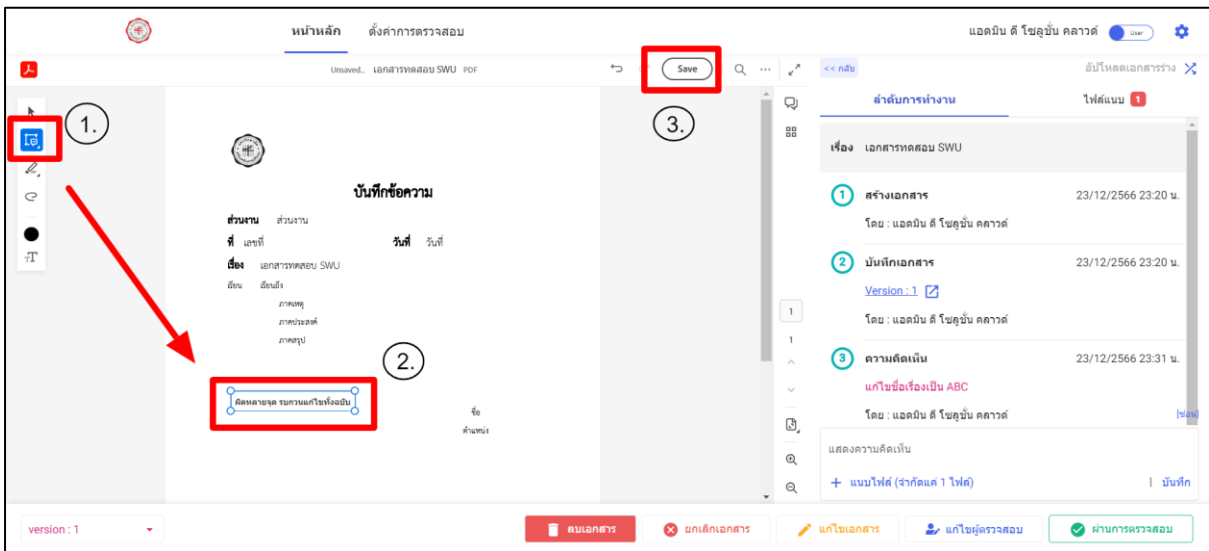 หน้าหลัก ตั้งค่าการตรวจสอบ แอดมิน ดี โซลูชั่น คลาวด์ User
Unsaved.. เอกสารทดสอบ SWU PDF Save << กลับ อัปโหลดเอกสารร่าง
1. 3. ลำดับการทำงาน ไฟล์แนบ 1
เรื่อง เอกสารทดสอบ SWU
บันทึกข้อความ
ส่วนงาน ส่วนงาน
ที่ เลขที่ วันที่ วันที่
เรื่อง เอกสารทดสอบ SWU
เรียน เรียนถึง
ภาคเหตุ
ภาคประสงค์
ภาคสรุป
2.
ผิดหลายจุด รบกวนแก้ไขทั้งฉบับ
ชื่อ
ตำแหน่ง
T
1
1
1 สร้างเอกสาร 23/12/2566 23:20 น.
โดย : แอดมิน ดี โซลูชั่น คลาวด์
2 บันทึกเอกสาร 23/12/2566 23:20 น.
Version : 1
โดย : แอดมิน ดี โซลูชั่น คลาวด์
3 ความคิดเห็น 23/12/2566 23:31 น.
แก้ไขชื่อเรื่องเป็น ABC
โดย : แอดมิน ดี โซลูชั่น คลาวด์ [ซ่อน]
แสดงความคิดเห็น
+ แนบไฟล์ (จำกัดแค่ 1 ไฟล์) | บันทึก
version : 1 ลบเอกสาร ยกเลิกเอกสาร แก้ไขเอกสาร แก้ไขผู้ตรวจสอบ ผ่านการตรวจสอบ